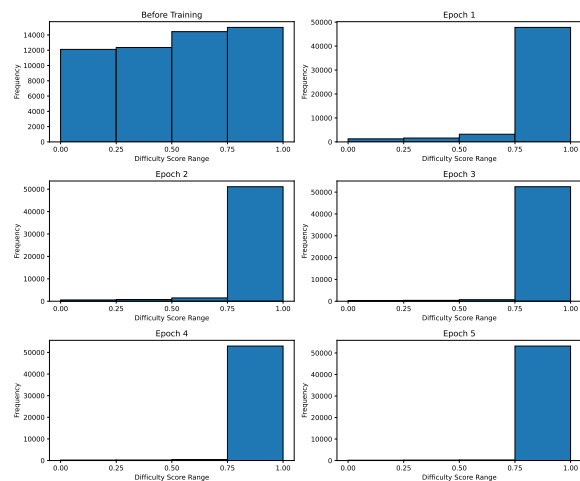 Before Training
14000
12000
10000
8000
6000
4000
2000
0
Frequency
0.00 0.25 0.50 0.75 1.00
Difficulty Score Range
Epoch 1
50000
40000
30000
20000
10000
0
Frequency
0.00 0.25 0.50 0.75 1.00
Difficulty Score Range
Epoch 2
50000
40000
30000
20000
10000
0
Frequency
0.00 0.25 0.50 0.75 1.00
Difficulty Score Range
Epoch 3
50000
40000
30000
20000
10000
0
Frequency
0.00 0.25 0.50 0.75 1.00
Difficulty Score Range
Epoch 4
50000
40000
30000
20000
10000
0
Frequency
0.00 0.25 0.50 0.75 1.00
Difficulty Score Range
Epoch 5
50000
40000
30000
20000
10000
0
Frequency
0.00 0.25 0.50 0.75 1.00
Difficulty Score Range